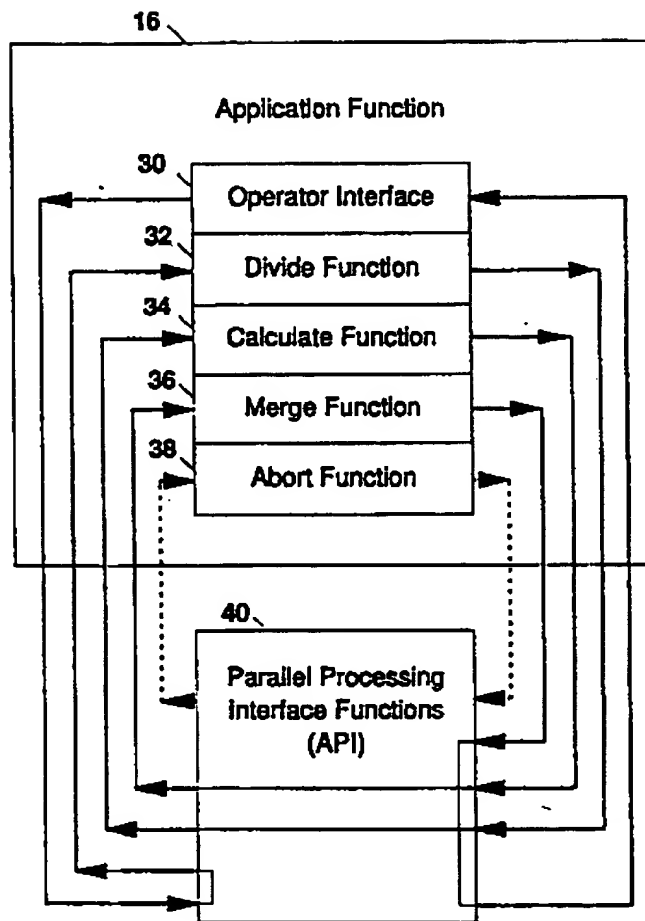 16
Application Function
30
Operator Interface
32
Divide Function
34
Calculate Function
36
Merge Function
38
Abort Function
40
Parallel Processing
Interface Functions
(API)